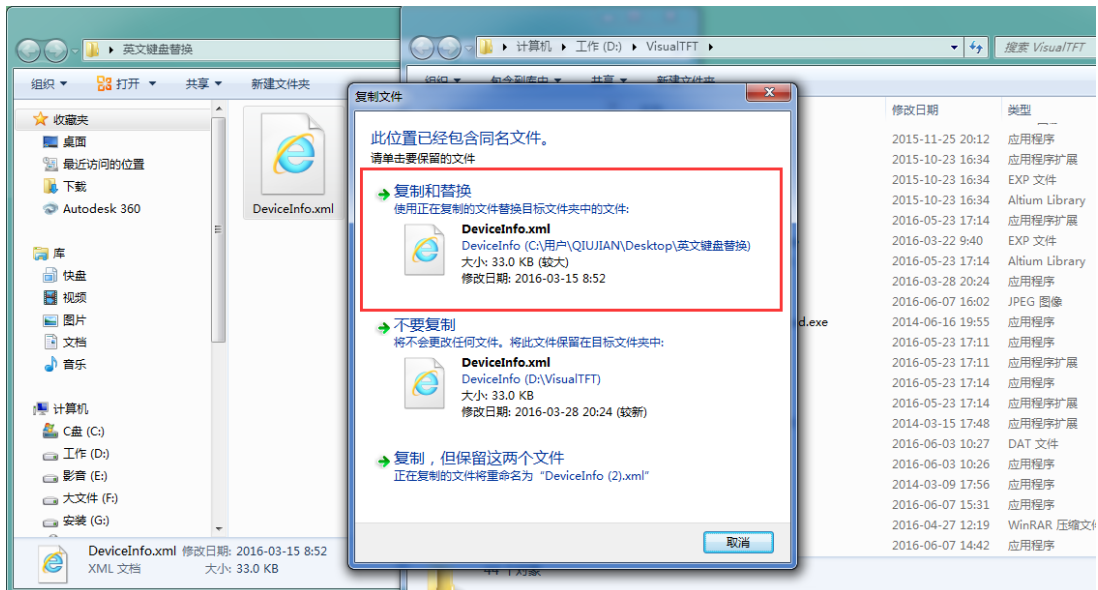 英文键盘替换
计算机 工作 (D:) VisualTFT
搜索 VisualTFT
组织 打开 共享 新建文件夹
组织 包含到库中 共享 新建文件夹
收藏夹
桌面
最近访问的位置
下载
Autodesk 360
库
快盘
视频
图片
文档
音乐
计算机
C盘 (C:)
工作 (D:)
影音 (E:)
大文件 (F:)
安装 (G:)
DeviceInfo.xml
DeviceInfo.xml 修改日期: 2016-03-15 8:52
XML 文档 大小: 33.0 KB
复制文件
此位置已经包含同名文件。
请单击要保留的文件
复制和替换
使用正在复制的文件替换目标文件夹中的文件:
DeviceInfo.xml
DeviceInfo (C:\用户\QIUJIAN\Desktop\英文键盘替换)
大小: 33.0 KB (较大)
修改日期: 2016-03-15 8:52
不要复制
将不会更改任何文件。将此文件保留在目标文件夹中:
DeviceInfo.xml
DeviceInfo (D:\VisualTFT)
大小: 33.0 KB
修改日期: 2016-03-28 20:24 (较新)
复制，但保留这两个文件
正在复制的文件将重命名为“DeviceInfo (2).xml”
取消
d.exe
修改日期 类型
2015-11-25 20:12 应用程序
2015-10-23 16:34 应用程序扩展
2015-10-23 16:34 EXP 文件
2015-10-23 16:34 Altium Library
2016-05-23 17:14 应用程序扩展
2016-03-22 9:40 EXP 文件
2016-05-23 17:14 Altium Library
2016-03-28 20:24 应用程序
2016-06-07 16:02 JPEG 图像
2014-06-16 19:55 应用程序
2016-05-23 17:11 应用程序
2016-05-23 17:11 应用程序扩展
2016-05-23 17:14 应用程序
2016-05-23 17:14 应用程序扩展
2014-03-15 17:48 应用程序扩展
2016-06-03 10:27 DAT 文件
2016-06-03 10:26 应用程序
2014-03-09 17:56 应用程序
2016-06-07 15:31 应用程序
2016-04-27 12:19 WinRAR 压缩文件
2016-06-07 14:42 应用程序
44 个对象